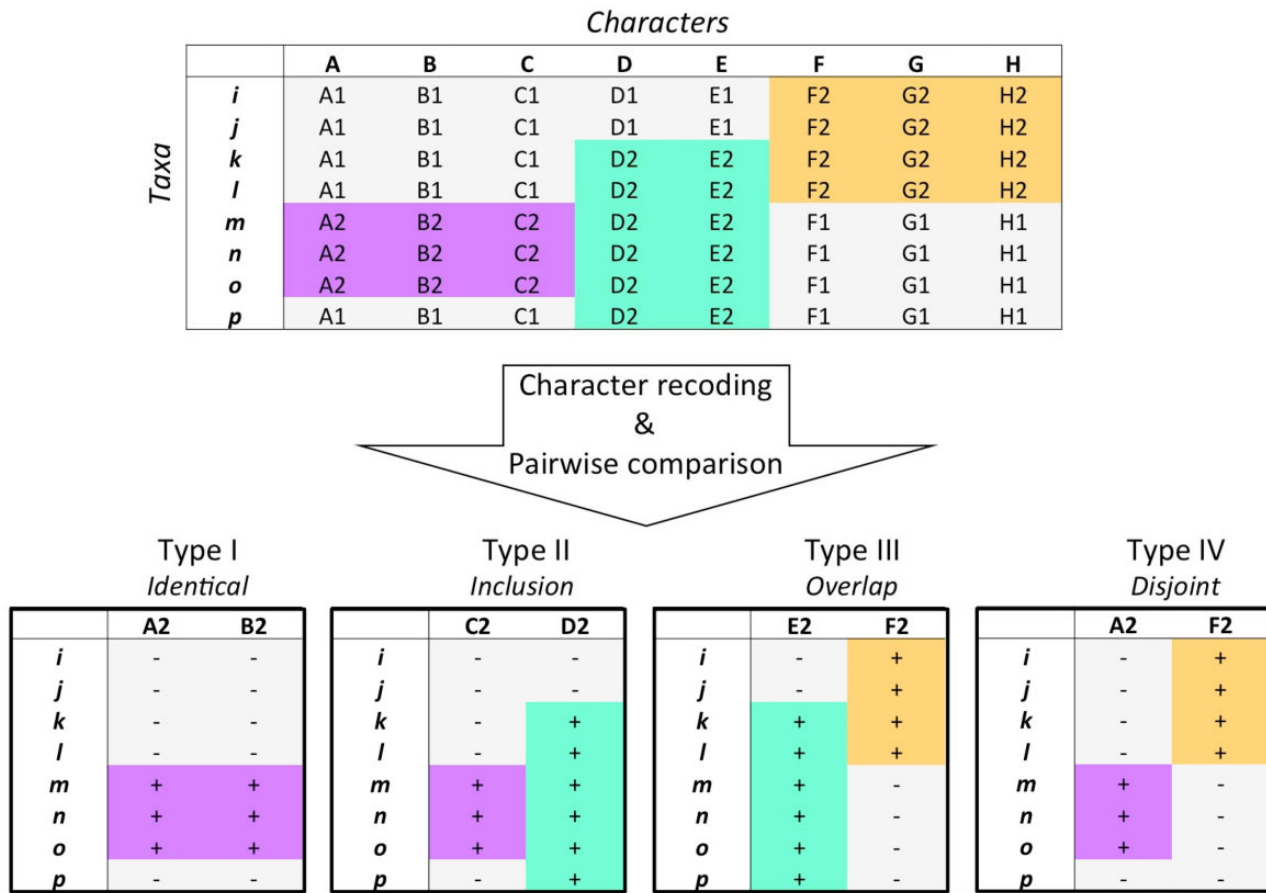 Characters
A B C D E F G H
Taxa
i A1 B1 C1 D1 E1 F2 G2 H2
j A1 B1 C1 D1 E1 F2 G2 H2
k A1 B1 C1 D2 E2 F2 G2 H2
l A1 B1 C1 D2 E2 F2 G2 H2
m A2 B2 C2 D2 E2 F1 G1 H1
n A2 B2 C2 D2 E2 F1 G1 H1
o A2 B2 C2 D2 E2 F1 G1 H1
p A1 B1 C1 D2 E2 F1 G1 H1
Character recoding
&
Pairwise comparison
Type I
Identical
A2 B2
i - -
j - -
k - -
l - -
m + +
n + +
o + +
p - -
Type II
Inclusion
C2 D2
i - -
j - -
k - +
l - +
m + +
n + +
o + +
p - +
Type III
Overlap
E2 F2
i - +
j - +
k + +
l + +
m + -
n + -
o + -
p + -
Type IV
Disjoint
A2 F2
i - +
j - +
k - +
l - +
m + -
n + -
o + -
p - -